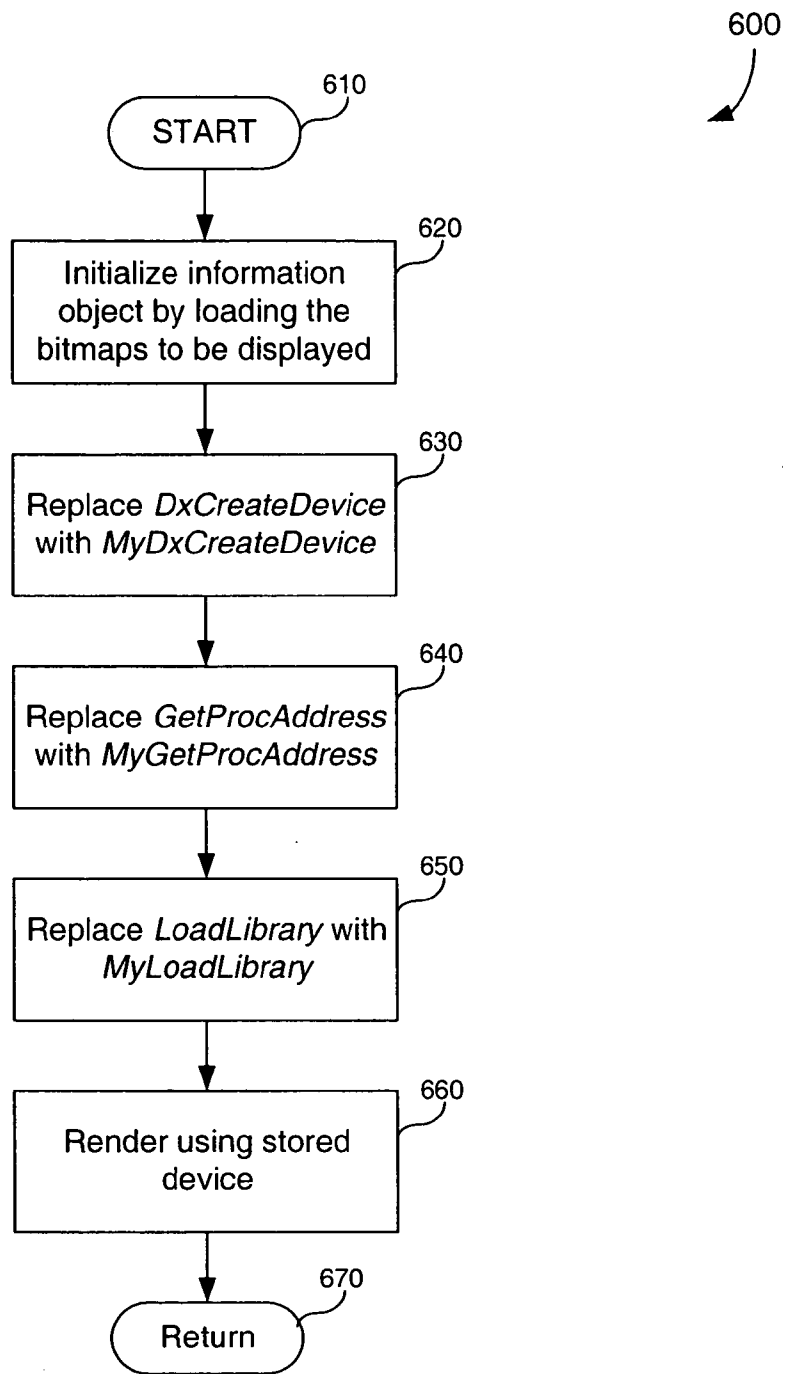 600
610
START
620
Initialize information
object by loading the
bitmaps to be displayed
630
Replace DxCreateDevice
with MyDxCreateDevice
640
Replace GetProcAddress
with MyGetProcAddress
650
Replace LoadLibrary with
MyLoadLibrary
660
Render using stored
device
670
Return